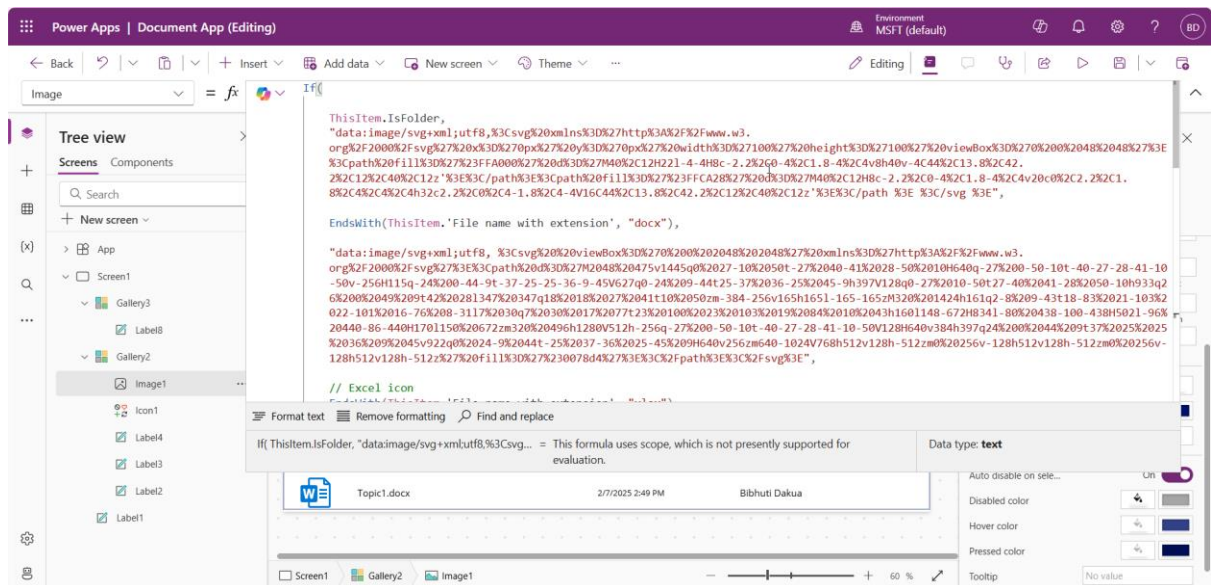 Power Apps | Document App (Editing)
Environment
MSFT (default)
BD
Back
Insert
Add data
New screen
Theme
...
Editing
Image
= fx
If(
ThisItem.IsFolder,
"data:image/svg+xml;utf8,%3Csvg%20xmlns%3D%27http%3A%2F%2Fwww.w3.
org%2F2000%2Fsvg%27%20x%3D%270px%27%20y%3D%270px%27%20width%3D%27100%27%20height%3D%27100%27%20viewBox%3D%270%200%2048%2048%27%3E
%3Cpath%20fill%3D%27%23FFA000%27%20d%3D%27M40%2C12H22l-4-4H8c-2.2%2C0-4%2C1.8-4%2C4v8h40v-4C44%2C13.8%2C42.
2%2C12%2C40%2C12z'%3E%3C/path%3E%3Cpath%20fill%3D%27%23FFCA28%27%20d%3D%27M40%2C12H8c-2.2%2C0-4%2C1.8-4%2C4v20c0%2C2.2%2C1.
8%2C4%2C4%2C4h32c2.2%2C0%2C4-1.8%2C4-4V16C44%2C13.8%2C42.2%2C12%2C40%2C12z'%3E%3C/path %3E %3C/svg %3E",
EndsWith(ThisItem.'File name with extension', "docx"),
"data:image/svg+xml;utf8, %3Csvg%20%20viewBox%3D%270%200%202048%202048%27%20xmlns%3D%27http%3A%2F%2Fwww.w3.
org%2F2000%2Fsvg%27%3E%3Cpath%20d%3D%27M2048%20475v1445q0%2027-10%2050t-27%2040-41%2028-50%2010H640q-27%200-50-10t-40-27-28-41-10
-50v-256H115q-24%200-44-9t-37-25-25-36-9-45V627q0-24%209-44t25-37%2036-25%2045-9h397V128q0-27%2010-50t27-40%2041-28%2050-10h933q2
6%200%2049%209t42%2028l347%20347q18%2018%2027%2041t10%2050zm-384-256v165h165l-165-165zM320%201424h161q2-8%209-43t18-83%2021-103%2
022-101%2016-76%208-31l7%2030q7%2030%2017%2077t23%20100%2023%20103%2019%2084%2010%2043h160l148-672H834l-80%20438-100-438H502l-96%
20440-86-440H170l150%20672zm320%20496h1280V512h-256q-27%200-50-10t-40-27-28-41-10-50V128H640v384h397q24%200%2044%209t37%2025%2025
%2036%209%2045v922q0%2024-9%2044t-25%2037-36%2025-45%209H640v256zm640-1024V768h512v128h-512zm0%20256v-128h512v128h-512zm0%20256v-
128h512v128h-512z%27%20fill%3D%27%230078d4%27%3E%3C%2Fpath%3E%3C%2Fsvg%3E",
// Excel icon
Format text
Remove formatting
Find and replace
If( ThisItem.IsFolder, "data:image/svg+xml;utf8,%3Csvg... = This formula uses scope, which is not presently supported for
evaluation.
Data type: text
Tree view
Screens Components
Search
New screen
App
Screen1
Gallery3
Label8
Gallery2
Image1
Icon1
Label4
Label3
Label2
Label1
Topic1.docx 2/7/2025 2:49 PM Bibhuti Dakua
Auto disable on sele... On
Disabled color
Hover color
Pressed color
Tooltip No value
Screen1 Gallery2 Image1
60 %